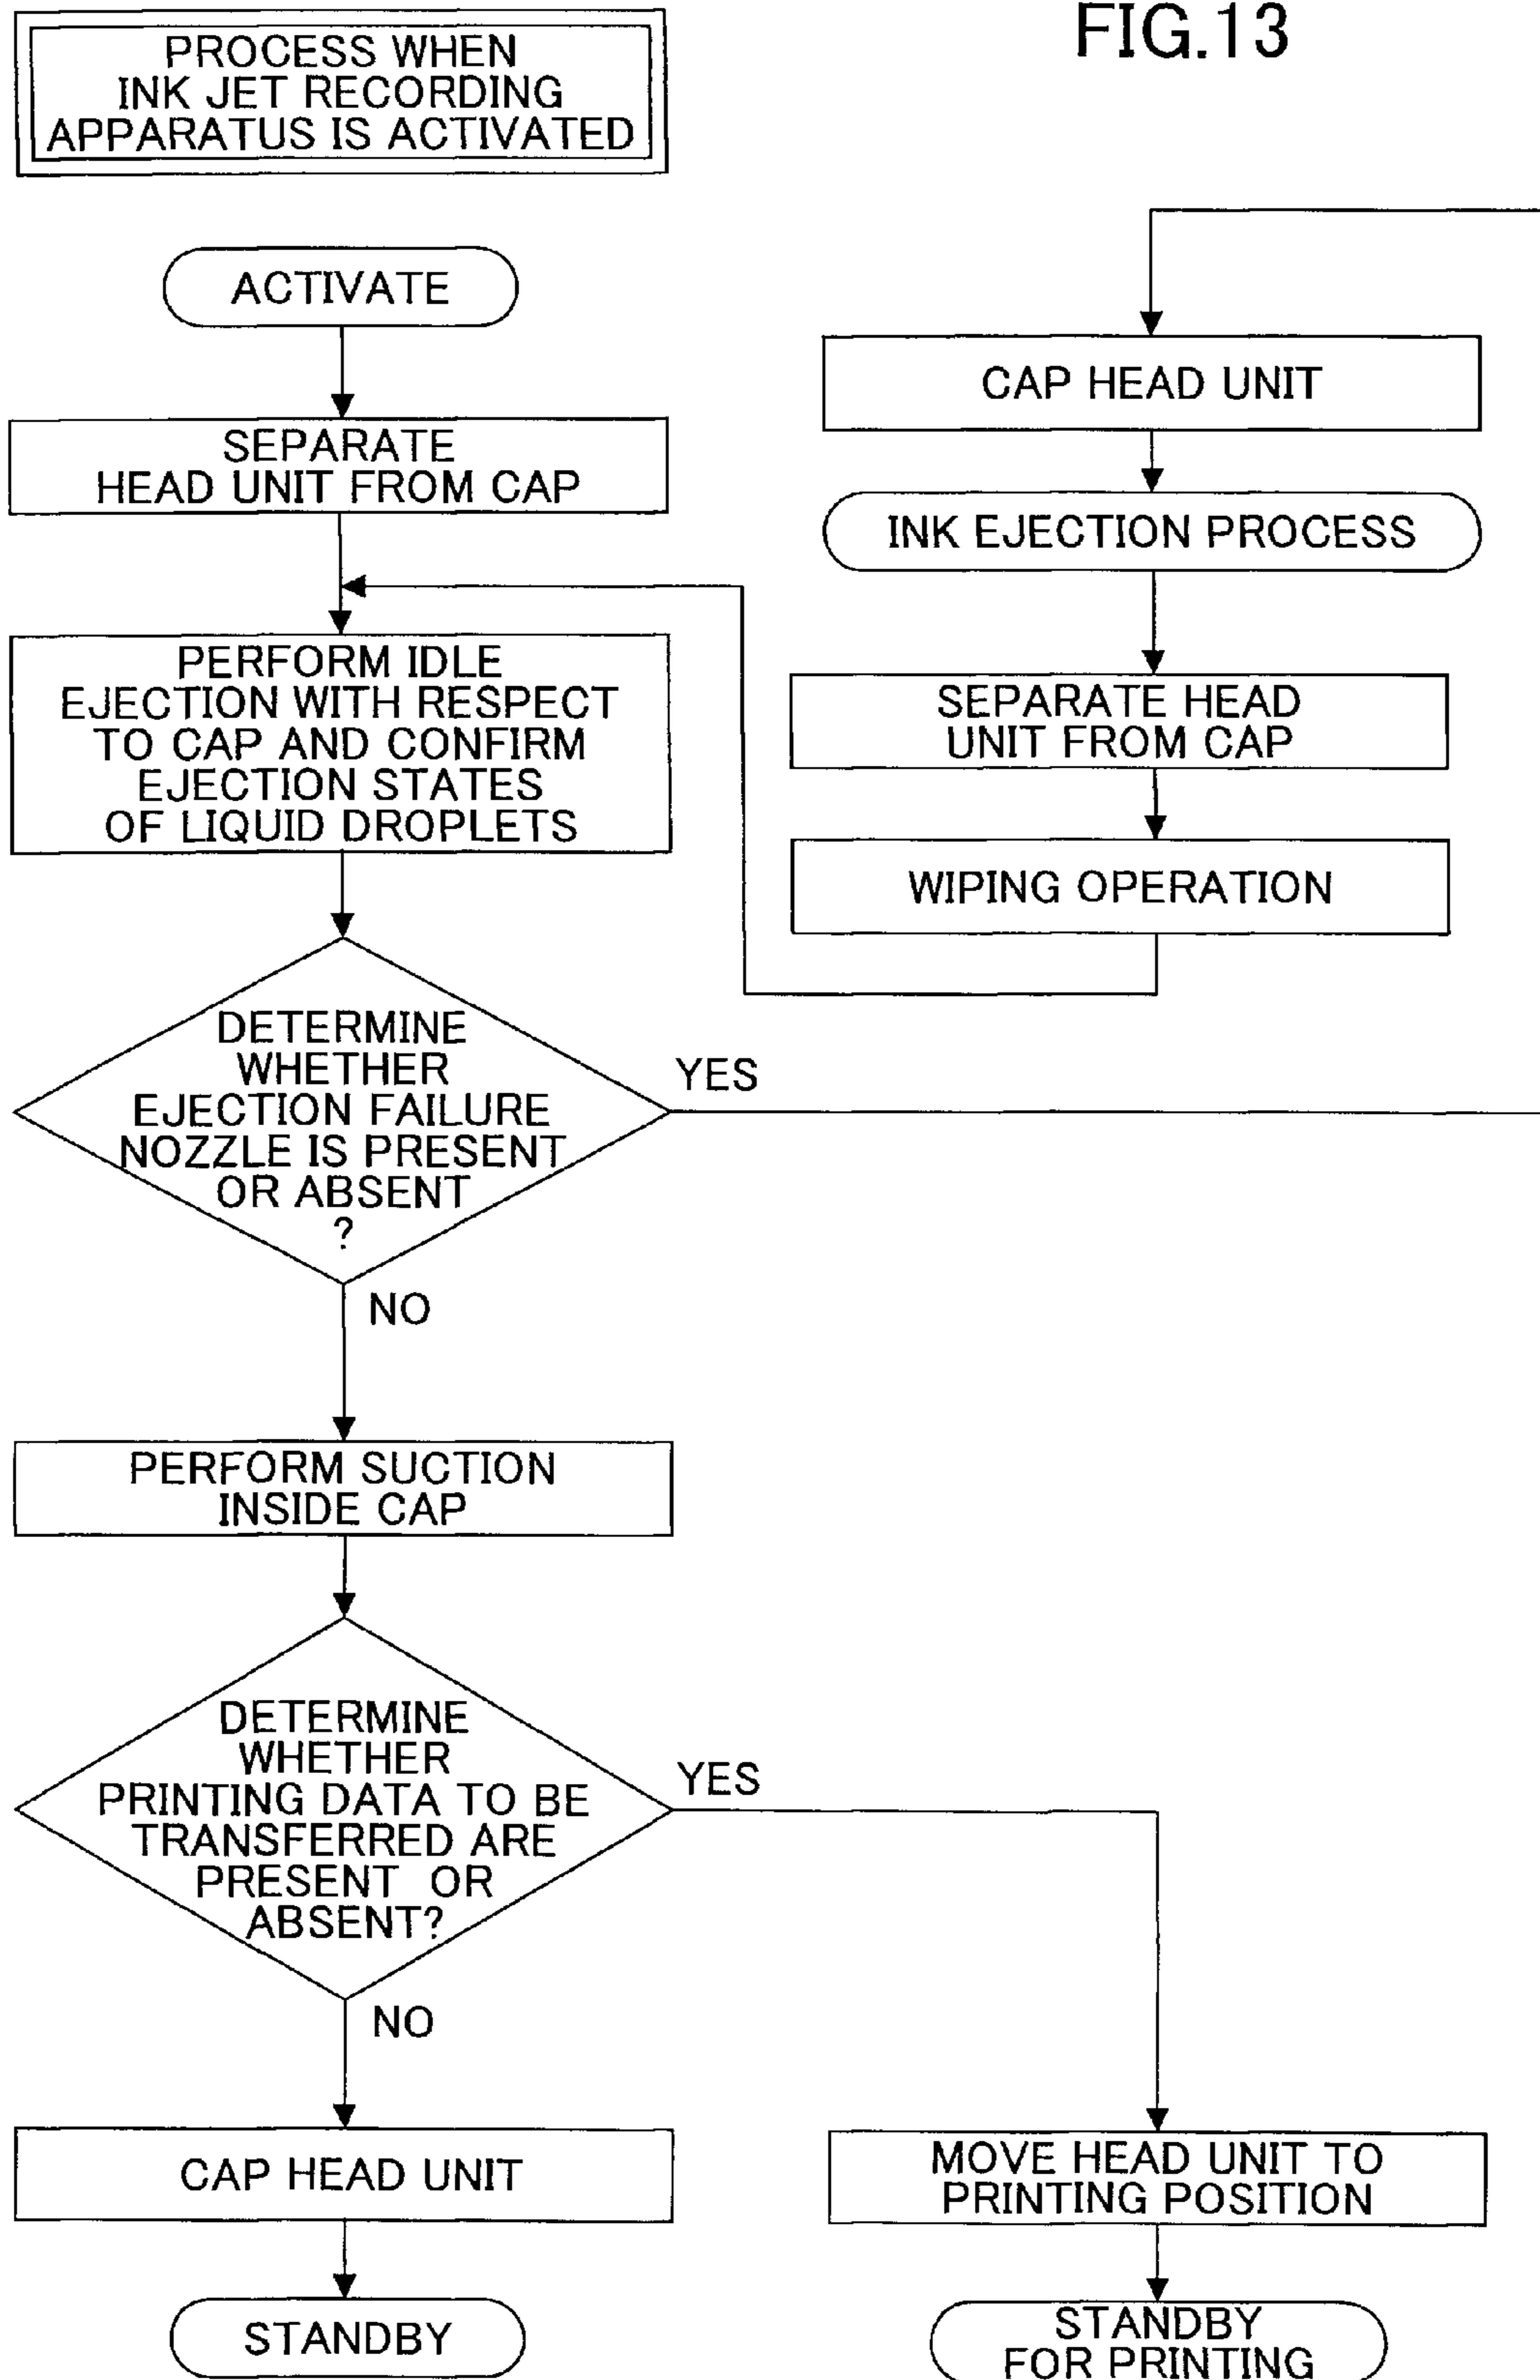 FIG.13
PROCESS WHEN
INK JET RECORDING
APPARATUS IS ACTIVATED
ACTIVATE
SEPARATE
HEAD UNIT FROM CAP
PERFORM IDLE
EJECTION WITH RESPECT
TO CAP AND CONFIRM
EJECTION STATES
OF LIQUID DROPLETS
DETERMINE
WHETHER
EJECTION FAILURE
NOZZLE IS PRESENT
OR ABSENT
?
YES
NO
CAP HEAD UNIT
INK EJECTION PROCESS
SEPARATE HEAD
UNIT FROM CAP
WIPING OPERATION
PERFORM SUCTION
INSIDE CAP
DETERMINE
WHETHER
PRINTING DATA TO BE
TRANSFERRED ARE
PRESENT OR
ABSENT?
YES
NO
CAP HEAD UNIT
STANDBY
MOVE HEAD UNIT TO
PRINTING POSITION
STANDBY
FOR PRINTING